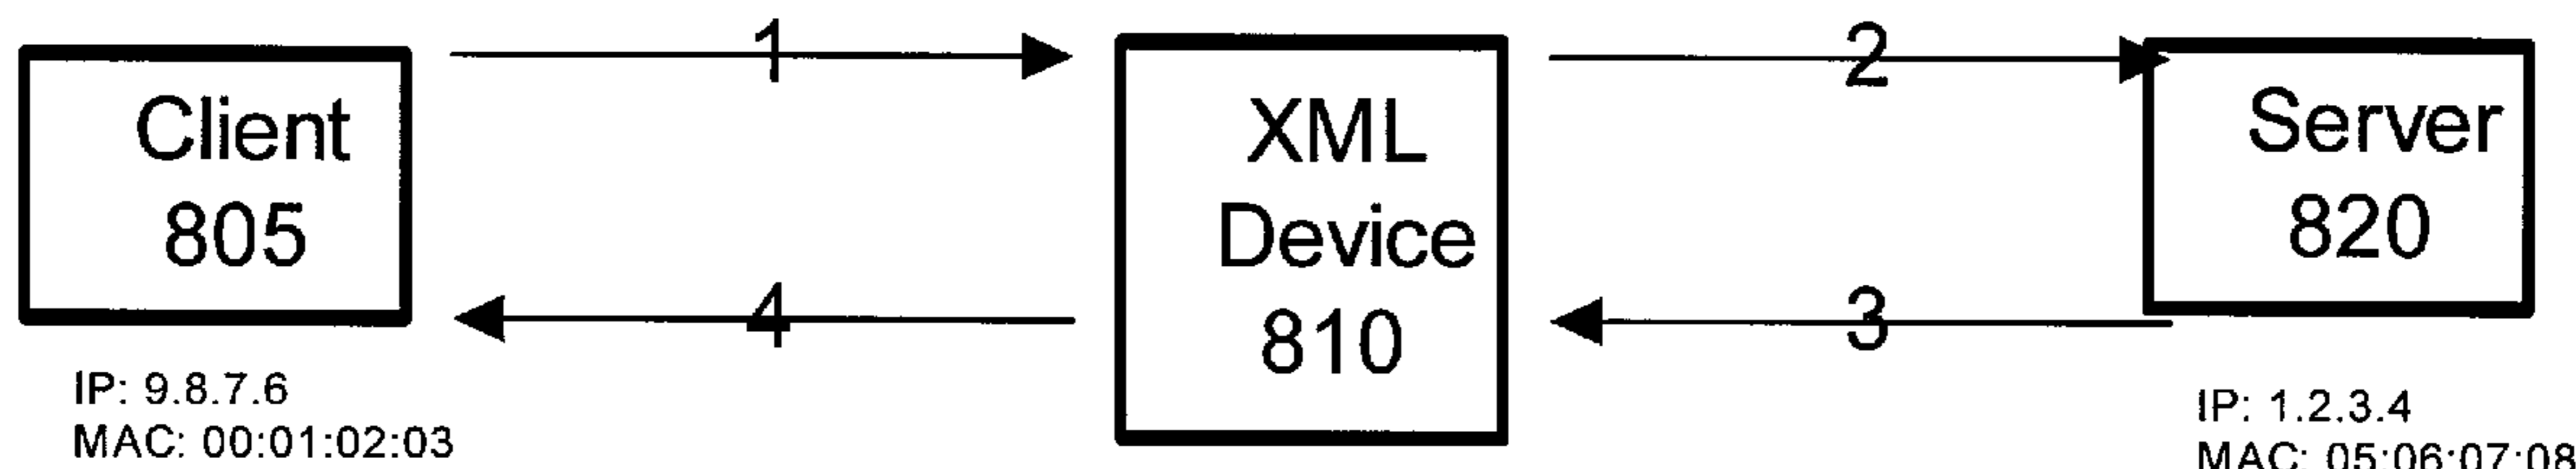 1
2
Client
805
XML
Device
810
Server
820
4
3
IP: 9.8.7.6
MAC: 00:01:02:03
IP: 1.2.3.4
MAC: 05:06:07:08